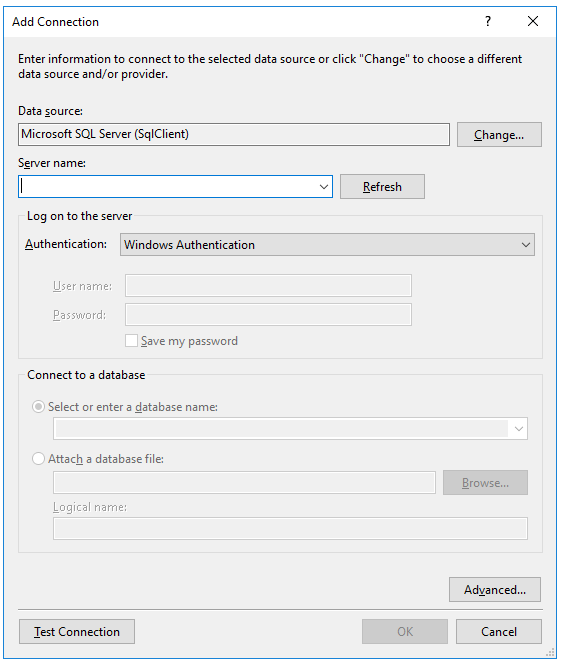 Add Connection
?
Enter information to connect to the selected data source or click "Change" to choose a different
data source and/or provider.
Data source:
Microsoft SQL Server (SqlClient)
Change...
Server name:
Refresh
Log on to the server
Authentication:
Windows Authentication
User name:
Password:
Save my password
Connect to a database
Select or enter a database name:
Attach a database file:
Browse...
Logical name:
Advanced...
Test Connection
OK
Cancel